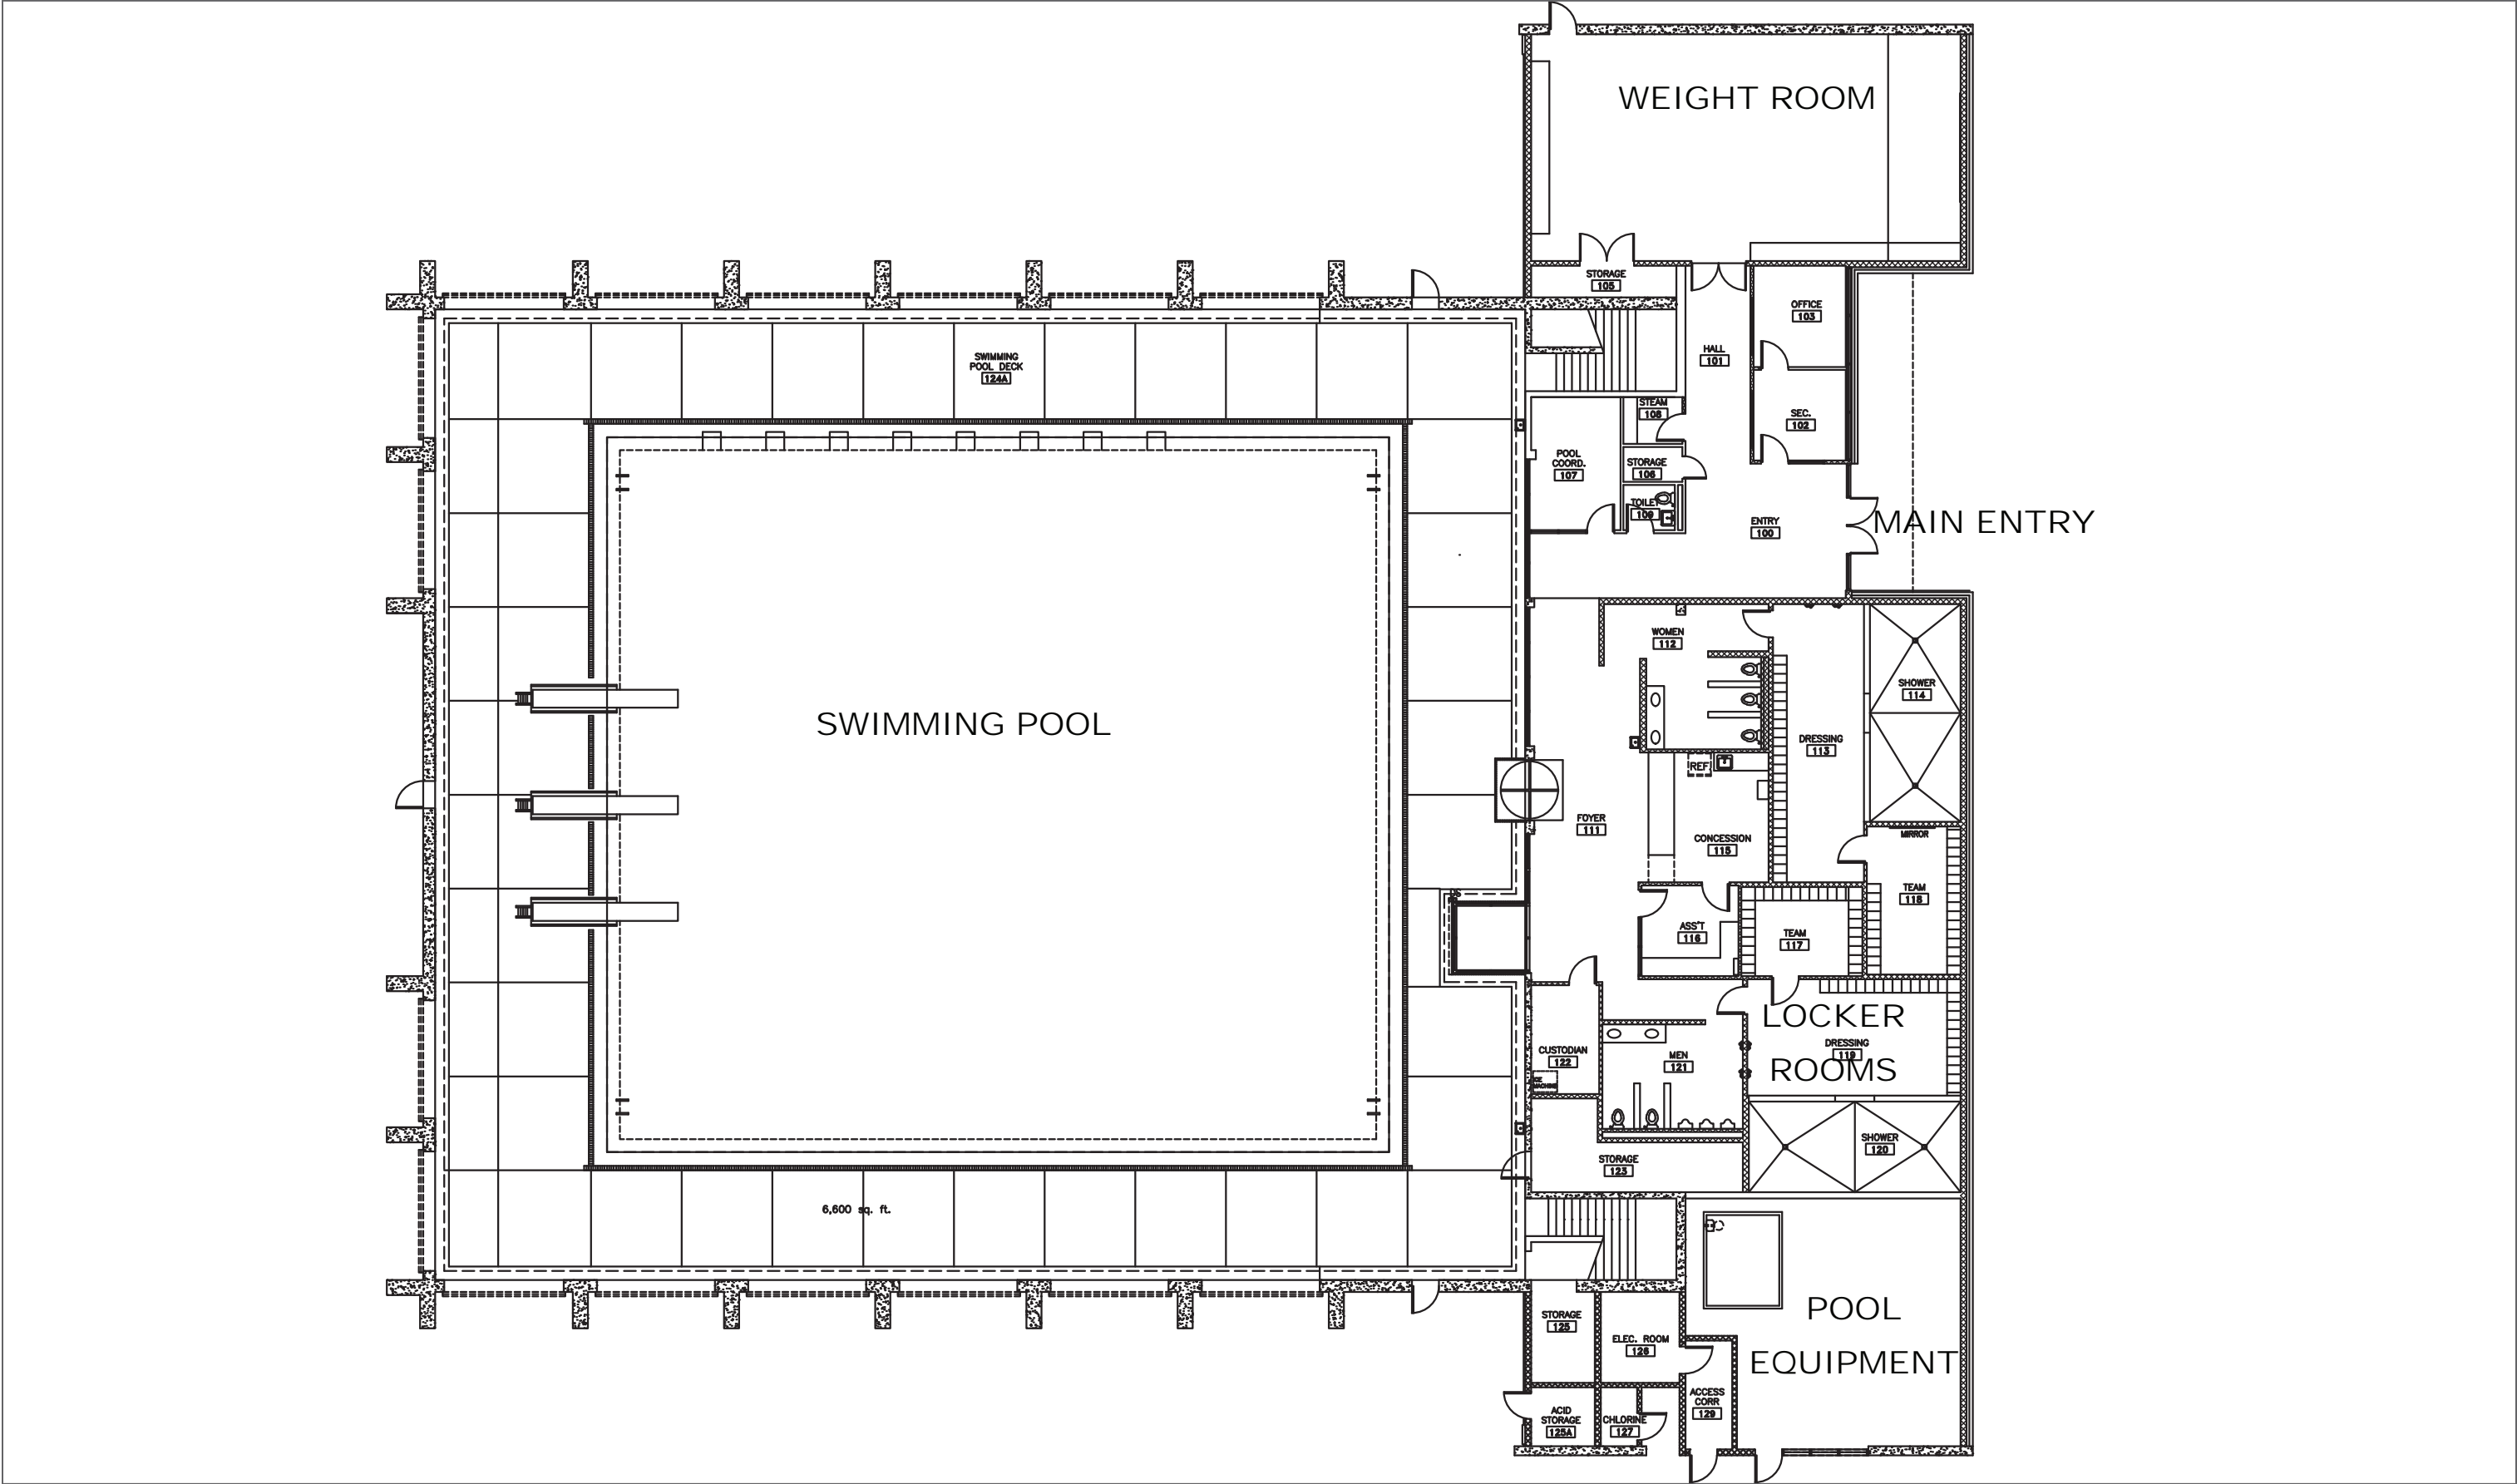 WEIGHT ROOM
STORAGE
105
OFFICE
103
HALL
101
SWIMMING
POOL DECK
124A
STEAM
108
SEC.
102
POOL
COORD.
107
STORAGE
106
TOILET
109
ENTRY
100
MAIN ENTRY
WOMEN
112
SHOWER
114
SWIMMING POOL
DRESSING
113
REF
FOYER
111
CONCESSION
115
MIRROR
TEAM
118
ASS'T
116
TEAM
117
LOCKER
ROOMS
DRESSING
119
CUSTODIAN
122
ICE
MACHINE
MEN
121
SHOWER
120
STORAGE
123
6,600 sq. ft.
POOL
EQUIPMENT
STORAGE
125
ELEC. ROOM
126
ACCESS
CORR
129
ACID
STORAGE
125A
CHLORINE
127